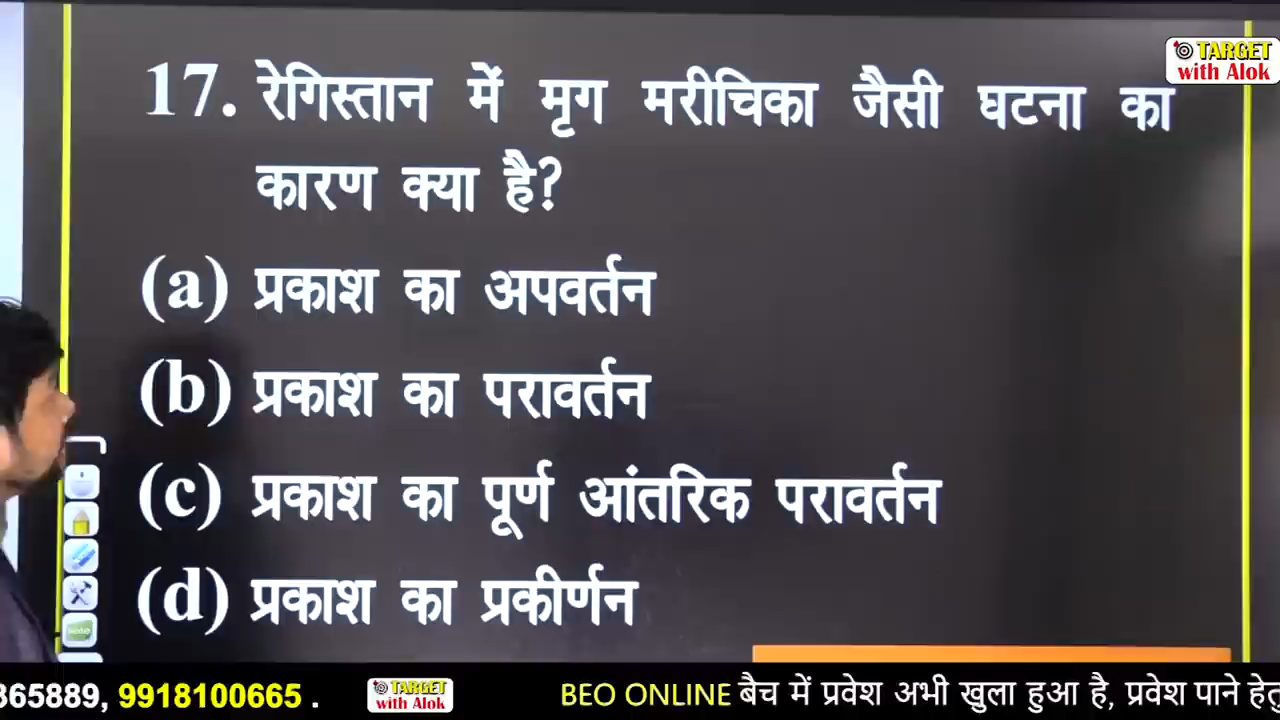 TARGET
with Alok
17. रेगिस्तान में मृग मरीचिका जैसी घटना का
कारण क्या है?
(a) प्रकाश का अपवर्तन
(b) प्रकाश का परावर्तन
(c) प्रकाश का पूर्ण आंतरिक परावर्तन
(d) प्रकाश का प्रकीर्णन
865889, 9918100665 . TARGET with Alok BEO ONLINE बैच में प्रवेश अभी खुला हुआ है, प्रवेश पाने हेतु